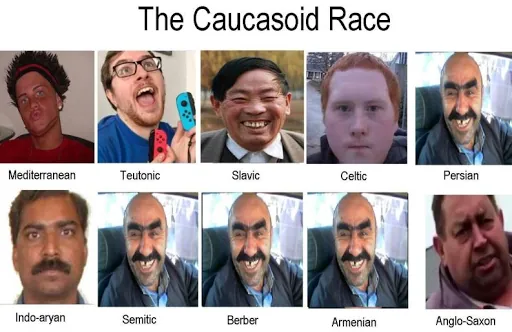 The Caucasoid Race
Mediterranean
Teutonic
Slavic
Celtic
Persian
Indo-aryan
Semitic
Berber
Armenian
Anglo-Saxon